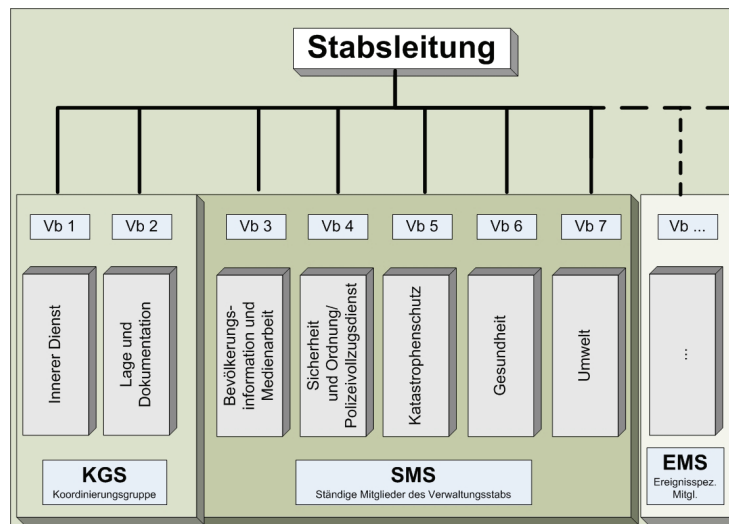 Stabsleitung
Vb 1
Vb 2
Vb 3
Vb 4
Vb 5
Vb 6
Vb 7
Vb ...
Innerer Dienst
Lage und
Dokumentation
Bevölkerungs-
information und
Medienarbeit
Sicherheit
und Ordnung/
Polizeivollzugsdienst
Katastrophenschutz
Gesundheit
Umwelt
...
KGS
Koordinierungsgruppe
SMS
Ständige Mitglieder des Verwaltungsstabs
EMS
Ereignisspez.
Mitgl.